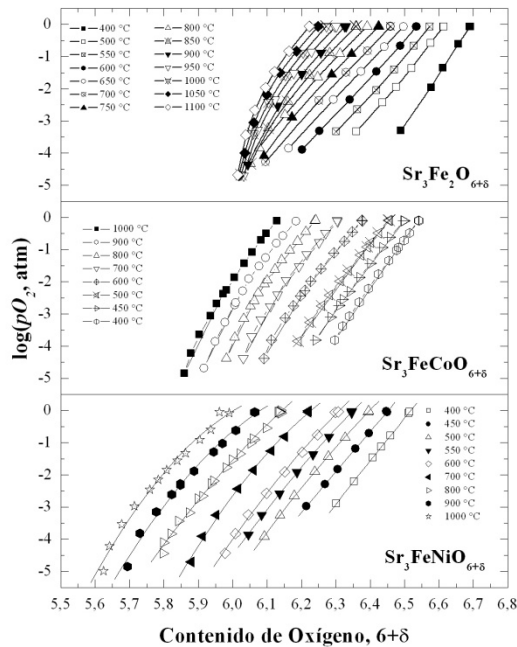 400 °C
500 °C
550 °C
600 °C
650 °C
700 °C
750 °C
800 °C
850 °C
900 °C
950 °C
1000 °C
1050 °C
1100 °C
0
-1
-2
-3
-4
-5
Sr₃Fe₂O₆₊δ
log(pO₂, atm)
1000 °C
900 °C
800 °C
700 °C
600 °C
500 °C
450 °C
400 °C
0
-1
-2
-3
-4
-5
Sr₃FeCoO₆₊δ
400 °C
450 °C
500 °C
550 °C
600 °C
700 °C
800 °C
900 °C
1000 °C
0
-1
-2
-3
-4
-5
Sr₃FeNiO₆₊δ
5,5 5,6 5,7 5,8 5,9 6,0 6,1 6,2 6,3 6,4 6,5 6,6 6,7 6,8
Contenido de Oxígeno, 6+δ